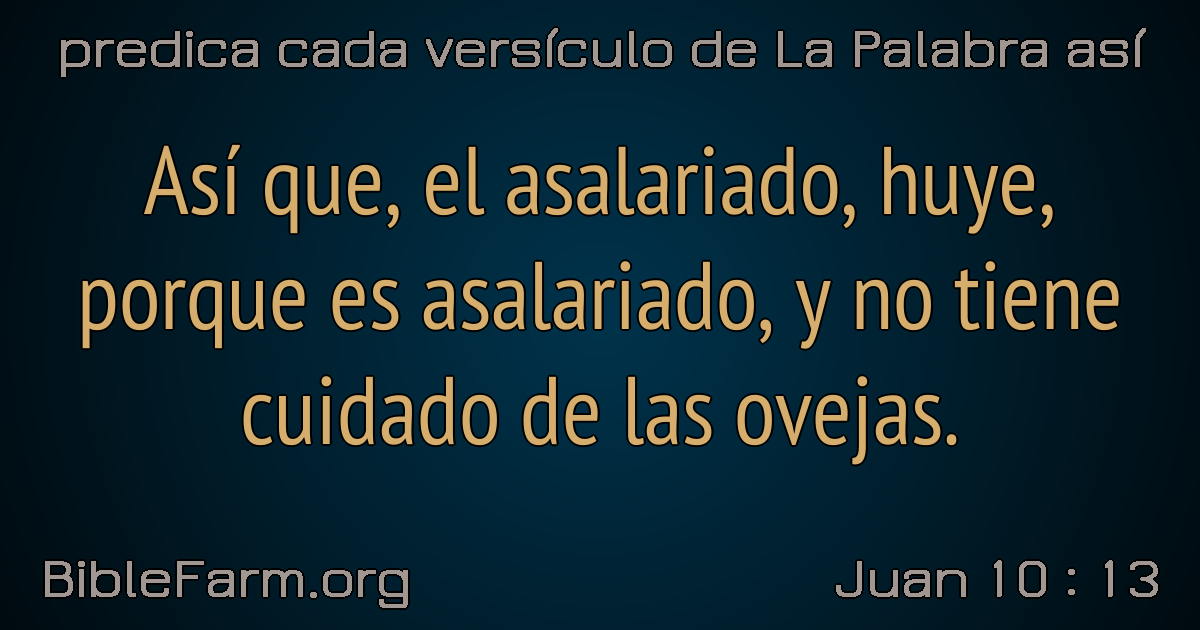 predica cada versículo de La Palabra así
Así que, el asalariado, huye,
porque es asalariado, y no tiene
cuidado de las ovejas.
BibleFarm.org
Juan 10 : 13